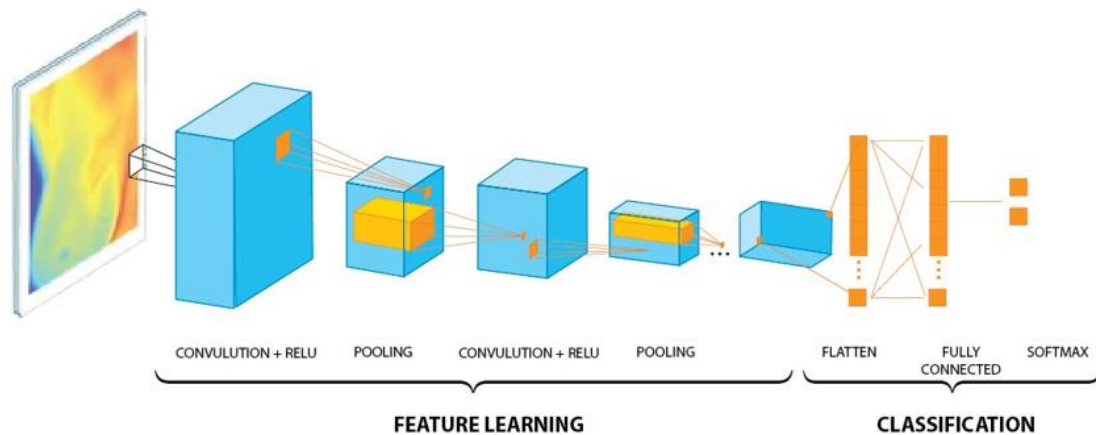 CONVULUTION + RELU
POOLING
CONVULUTION + RELU
POOLING
FLATTEN
FULLY
CONNECTED
SOFTMAX
FEATURE LEARNING
CLASSIFICATION